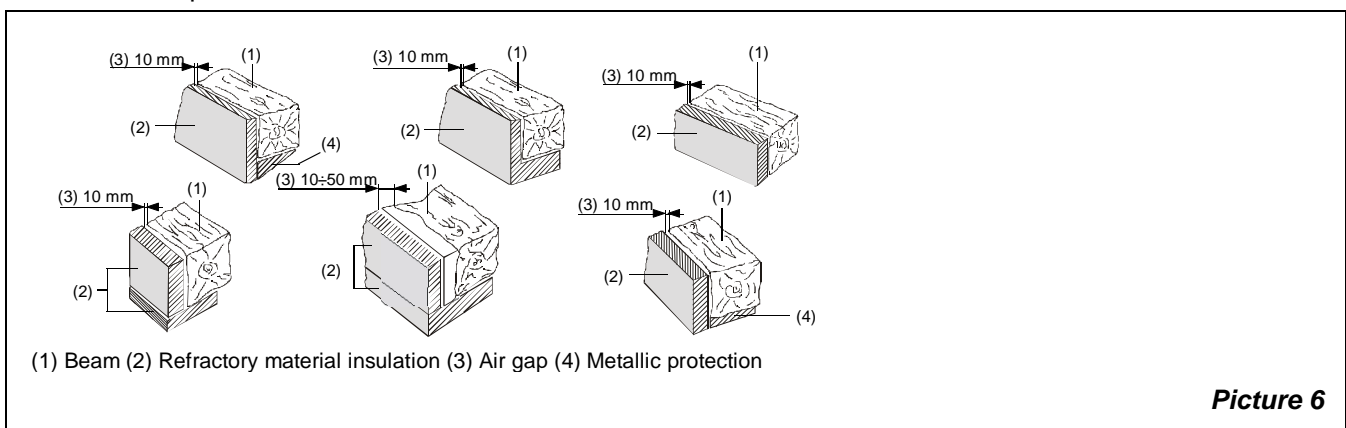 (3) 10 mm (1)
(2)
(4)
(3) 10 mm (1)
(2)
(3) 10 mm (1)
(2)
(3) 10 mm (1)
(2)
(3) 10÷50 mm (1)
(2)
(3) 10 mm (1)
(2)
(4)
(1) Beam (2) Refractory material insulation (3) Air gap (4) Metallic protection
Picture 6